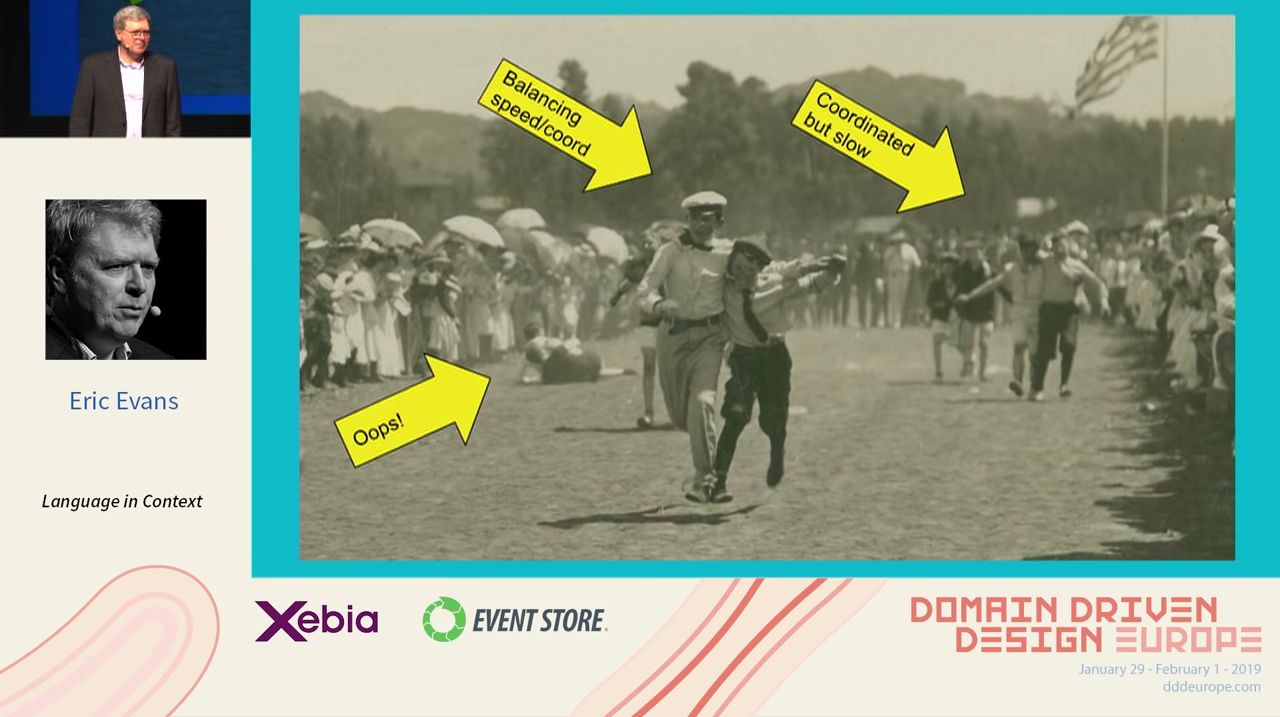 Balancing
speed/coord
Coordinated
but slow
Oops!
Eric Evans
Language in Context
Xebia
EVENT STORE
DOMAIN DRIVEN
DESIGN EUROPE
January 29 - February 1 - 2019
dddeurope.com